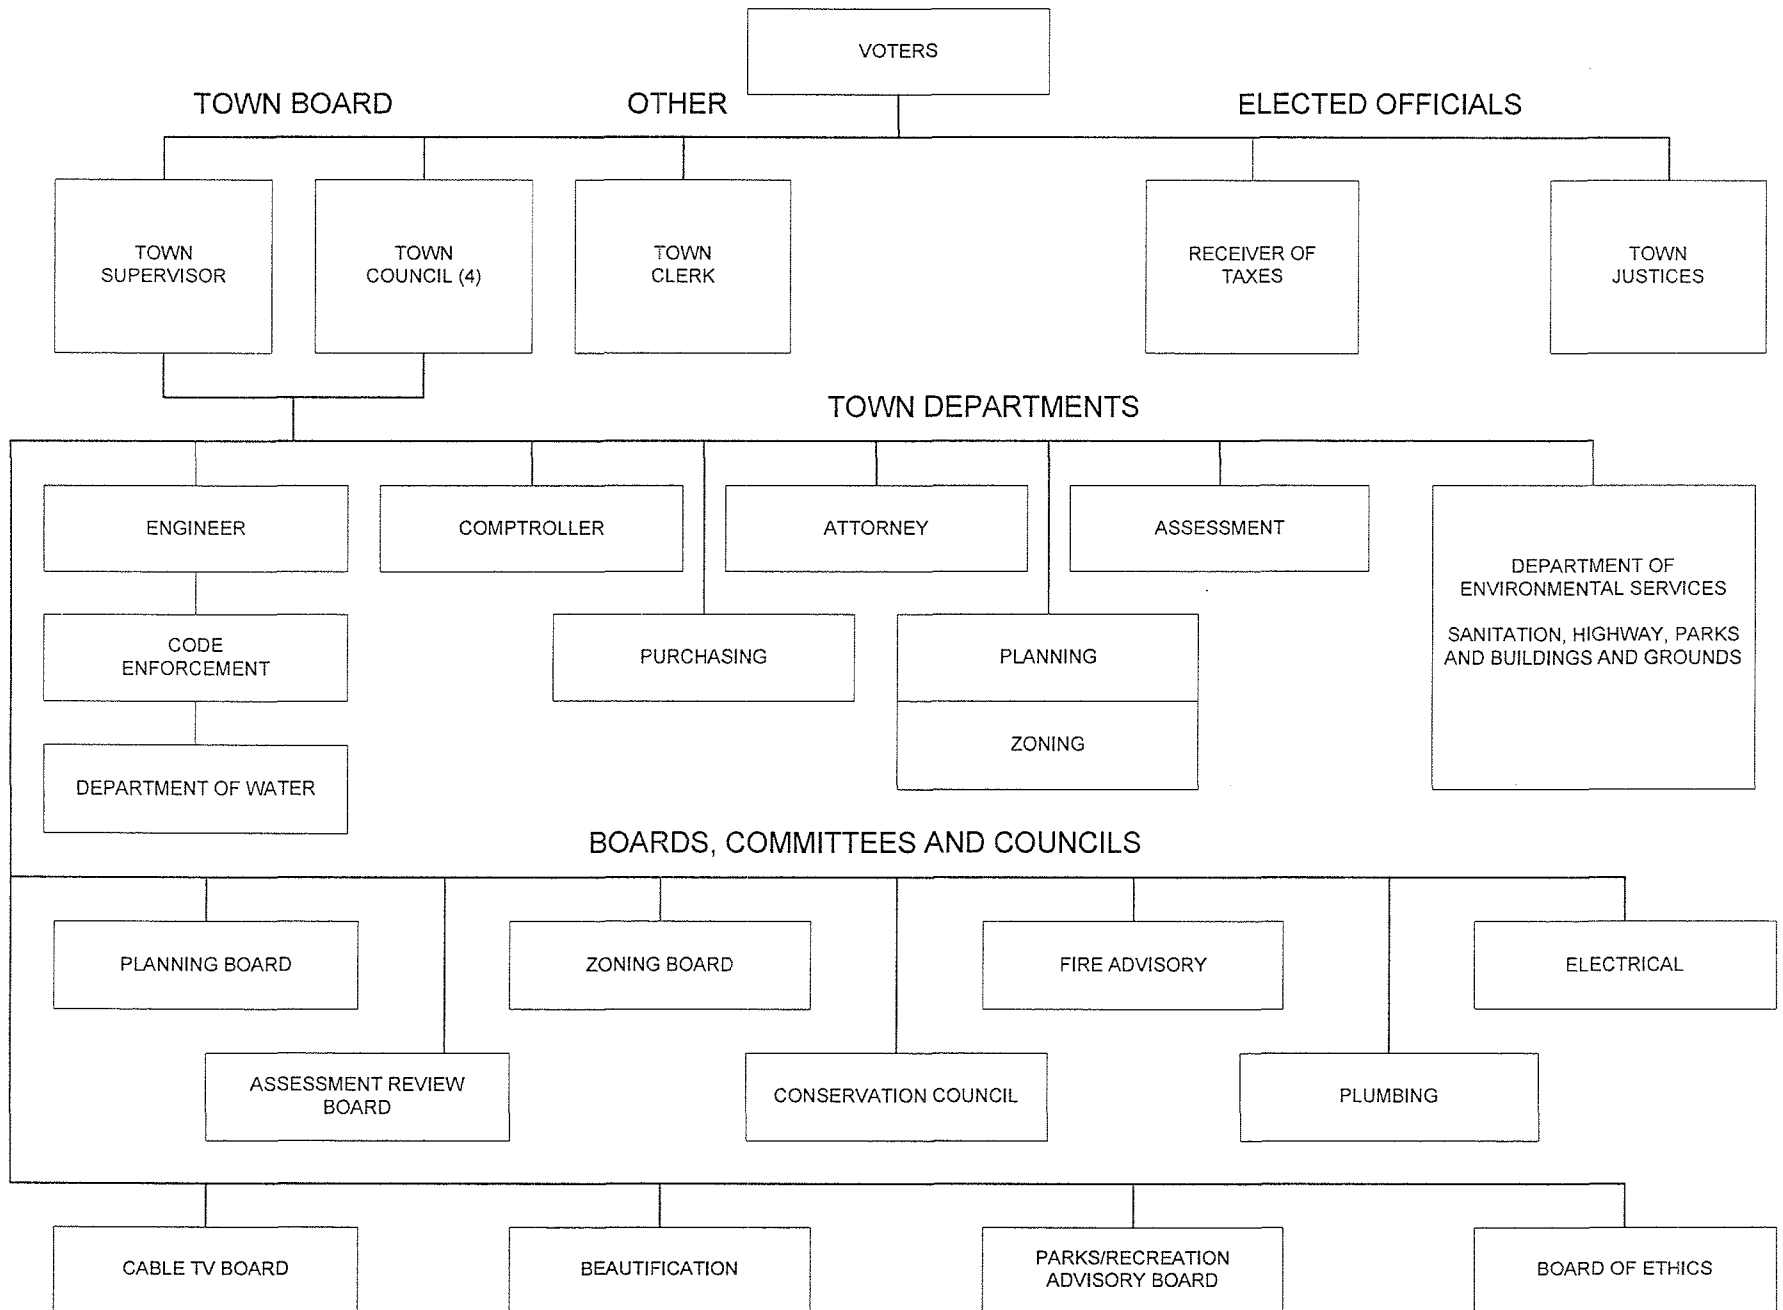 VOTERS
TOWN BOARD
OTHER
ELECTED OFFICIALS
TOWN
SUPERVISOR
TOWN
COUNCIL (4)
TOWN
CLERK
RECEIVER OF
TAXES
TOWN
JUSTICES
TOWN DEPARTMENTS
ENGINEER
COMPTROLLER
ATTORNEY
ASSESSMENT
DEPARTMENT OF
ENVIRONMENTAL SERVICES
SANITATION, HIGHWAY, PARKS
AND BUILDINGS AND GROUNDS
CODE
ENFORCEMENT
PURCHASING
PLANNING
ZONING
DEPARTMENT OF WATER
BOARDS, COMMITTEES AND COUNCILS
PLANNING BOARD
ZONING BOARD
FIRE ADVISORY
ELECTRICAL
ASSESSMENT REVIEW
BOARD
CONSERVATION COUNCIL
PLUMBING
CABLE TV BOARD
BEAUTIFICATION
PARKS/RECREATION
ADVISORY BOARD
BOARD OF ETHICS